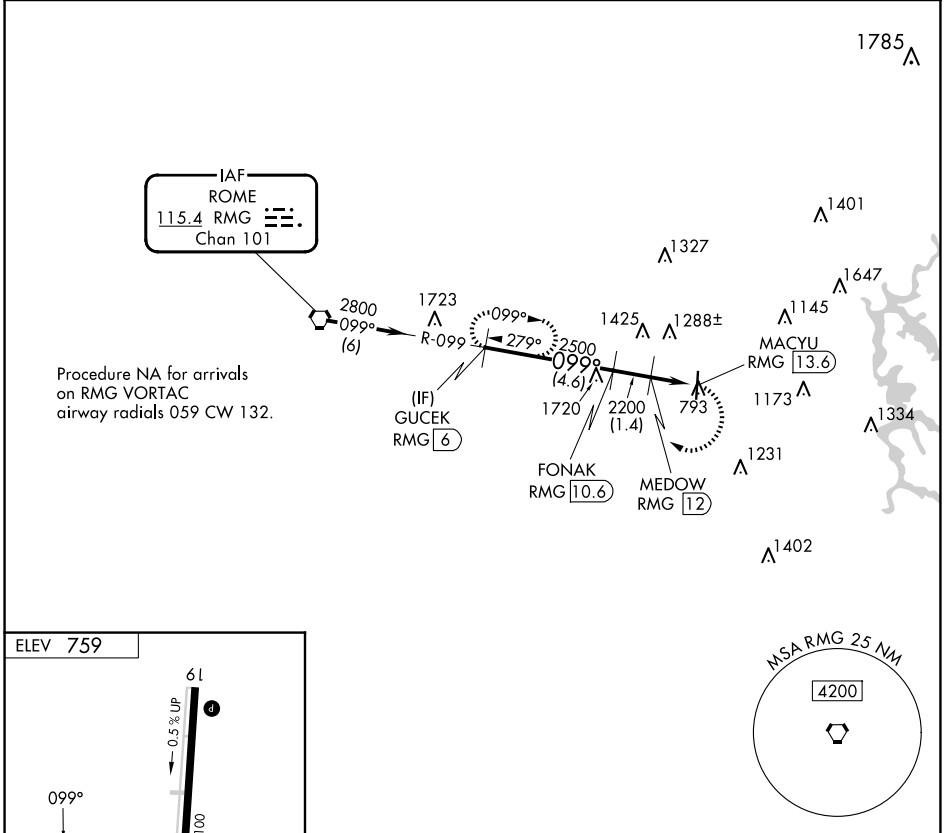 1785
IAF
ROME
115.4 RMG
Chan 101
1401
1327
1647
2800
099°
(6)
1723
R-099
099°
279°
2500
099°
(4.6)
1425
1288±
1145
MACYU
RMG 13.6
Procedure NA for arrivals
on RMG VORTAC
airway radials 059 CW 132.
(IF)
GUCEK
RMG 6
1720
2200
(1.4)
793
1173
1334
FONAK
RMG 10.6
MEDOW
RMG 12
1231
1402
ELEV 759
19
P
0.5% UP
099°
100
MSA RMG 25 NM
4200